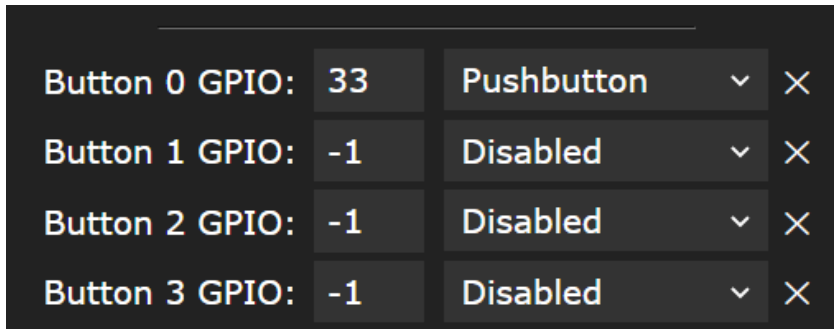 Button 0 GPIO: 33 Pushbutton
Button 1 GPIO: -1 Disabled
Button 2 GPIO: -1 Disabled
Button 3 GPIO: -1 Disabled